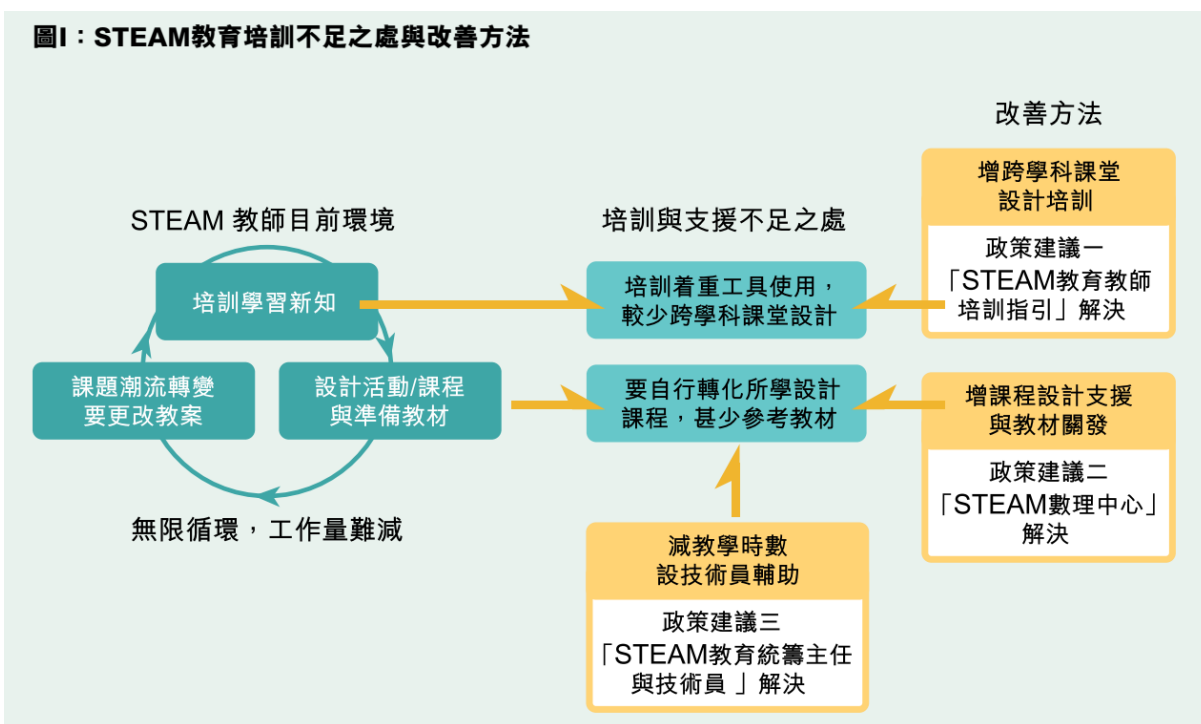 圖I：STEAM教育培訓不足之處與改善方法
STEAM 教師目前環境
培訓學習新知
課題潮流轉變
要更改教案
設計活動/課程
與準備教材
無限循環，工作量難減
培訓與支援不足之處
培訓着重工具使用，
較少跨學科課堂設計
要自行轉化所學設計
課程，甚少參考教材
減教學時數
設技術員輔助
政策建議三
「STEAM教育統籌主任
與技術員 」解決
改善方法
增跨學科課堂
設計培訓
政策建議一
「STEAM教育教師
培訓指引」解決
增課程設計支援
與教材開發
政策建議二
「STEAM數理中心」
解決